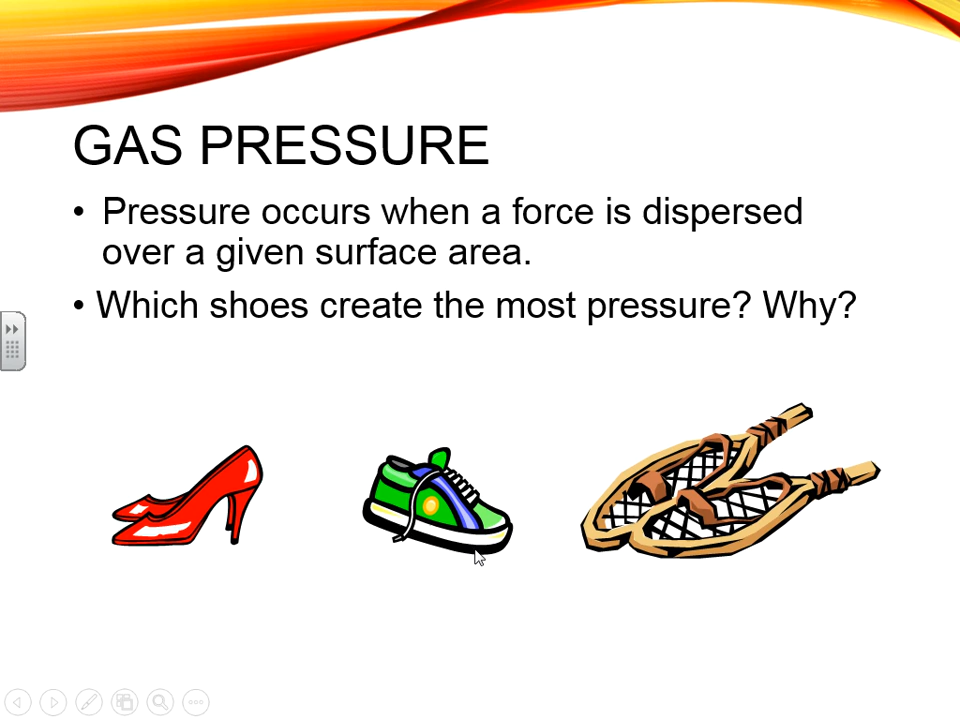 GAS PRESSURE
• Pressure occurs when a force is dispersed
over a given surface area.
• Which shoes create the most pressure? Why?